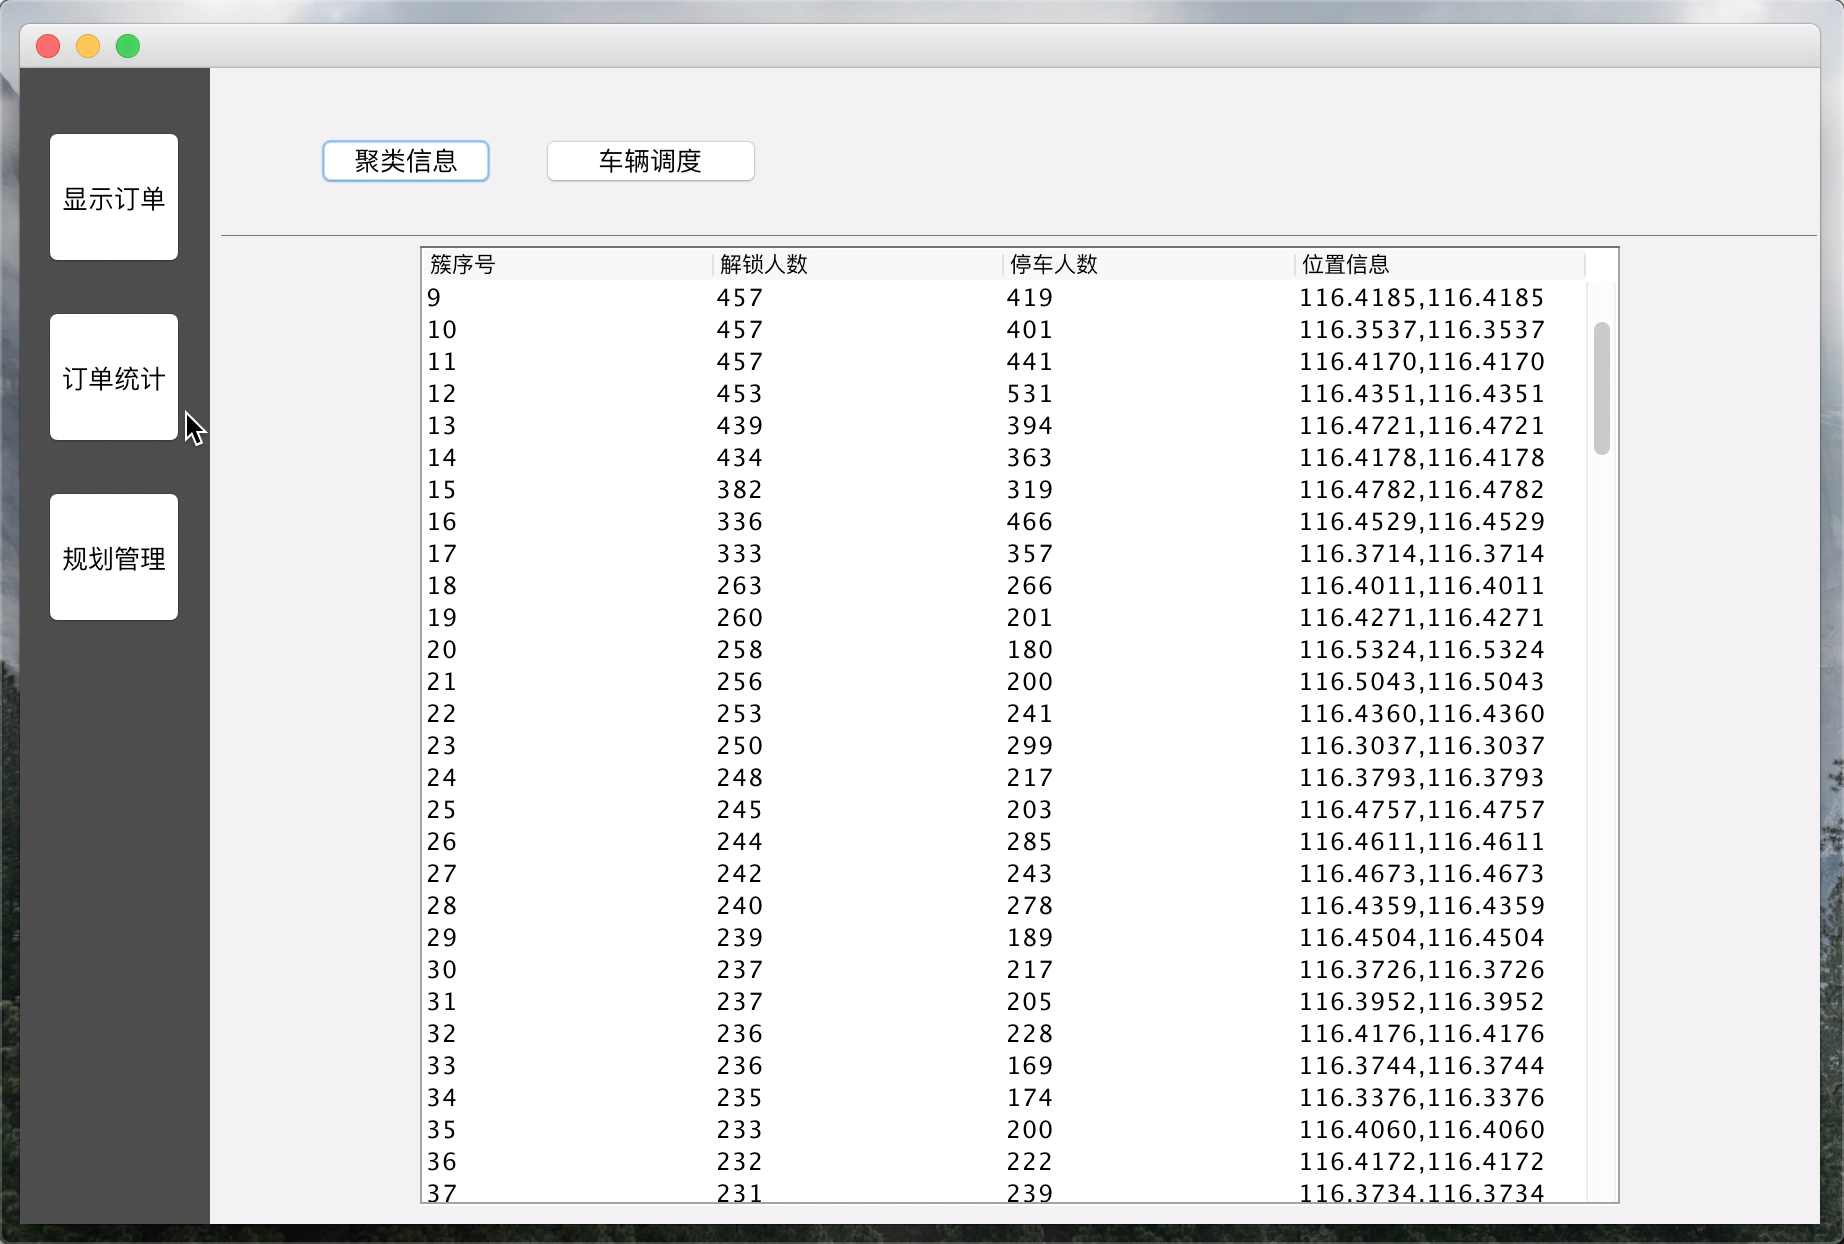 聚类信息 车辆调度
显示订单
订单统计
规划管理
簇序号 解锁人数 停车人数 位置信息
9 457 419 116.4185,116.4185
10 457 401 116.3537,116.3537
11 457 441 116.4170,116.4170
12 453 531 116.4351,116.4351
13 439 394 116.4721,116.4721
14 434 363 116.4178,116.4178
15 382 319 116.4782,116.4782
16 336 466 116.4529,116.4529
17 333 357 116.3714,116.3714
18 263 266 116.4011,116.4011
19 260 201 116.4271,116.4271
20 258 180 116.5324,116.5324
21 256 200 116.5043,116.5043
22 253 241 116.4360,116.4360
23 250 299 116.3037,116.3037
24 248 217 116.3793,116.3793
25 245 203 116.4757,116.4757
26 244 285 116.4611,116.4611
27 242 243 116.4673,116.4673
28 240 278 116.4359,116.4359
29 239 189 116.4504,116.4504
30 237 217 116.3726,116.3726
31 237 205 116.3952,116.3952
32 236 228 116.4176,116.4176
33 236 169 116.3744,116.3744
34 235 174 116.3376,116.3376
35 233 200 116.4060,116.4060
36 232 222 116.4172,116.4172
37 231 239 116.3734,116.3734